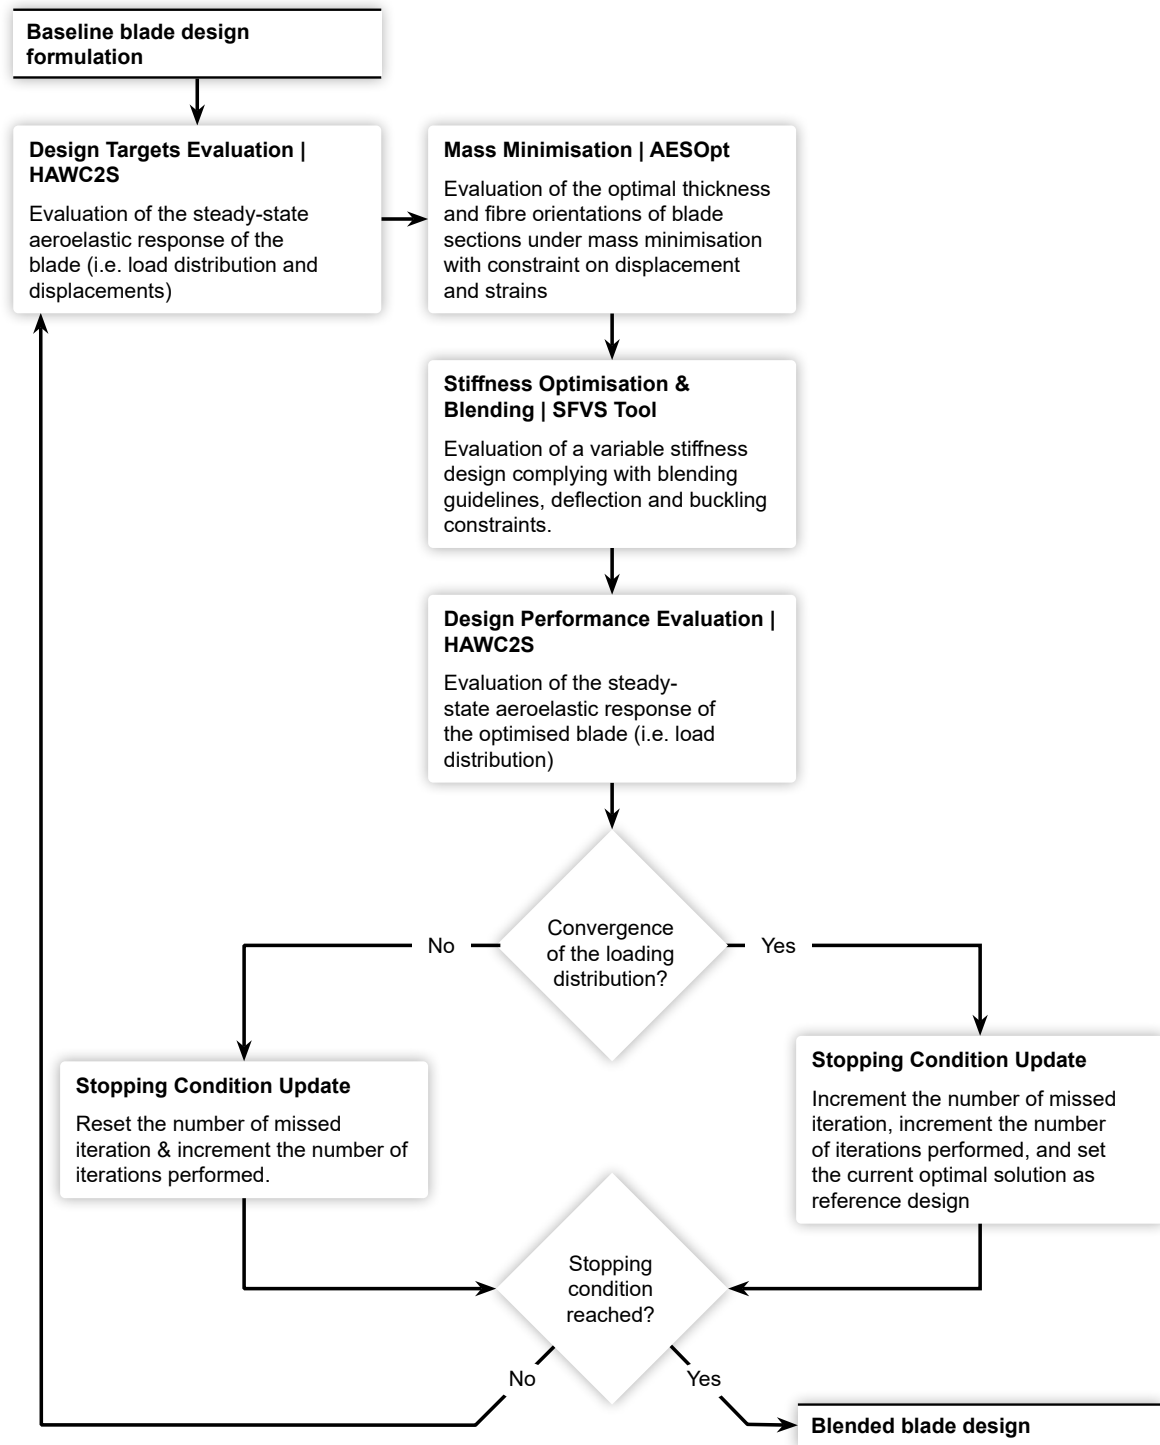 Baseline blade design
formulation
Design Targets Evaluation |
HAWC2S
Evaluation of the steady-state
aeroelastic response of the
blade (i.e. load distribution and
displacements)
Mass Minimisation | AESOpt
Evaluation of the optimal thickness
and fibre orientations of blade
sections under mass minimisation
with constraint on displacement
and strains
Stiffness Optimisation &
Blending | SFVS Tool
Evaluation of a variable stiffness
design complying with blending
guidelines, deflection and buckling
constraints.
Design Performance Evaluation |
HAWC2S
Evaluation of the steady-
state aeroelastic response of
the optimised blade (i.e. load
distribution)
Convergence
of the loading
distribution?
No
Yes
Stopping Condition Update
Reset the number of missed
iteration & increment the number of
iterations performed.
Stopping Condition Update
Increment the number of missed
iteration, increment the number
of iterations performed, and set
the current optimal solution as
reference design
Stopping
condition
reached?
No
Yes
Blended blade design